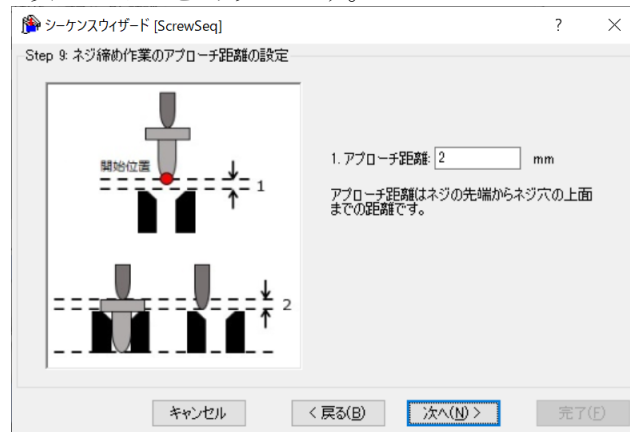 シーケンスウィザード [ScrewSeq]
Step 9: ネジ締め作業のアプローチ距離の設定
開始位置
1
2
1. アプローチ距離: 2 mm
アプローチ距離はネジの先端からネジ穴の上面
までの距離です。
キャンセル
< 戻る(B)
次へ(N) >
完了(F)